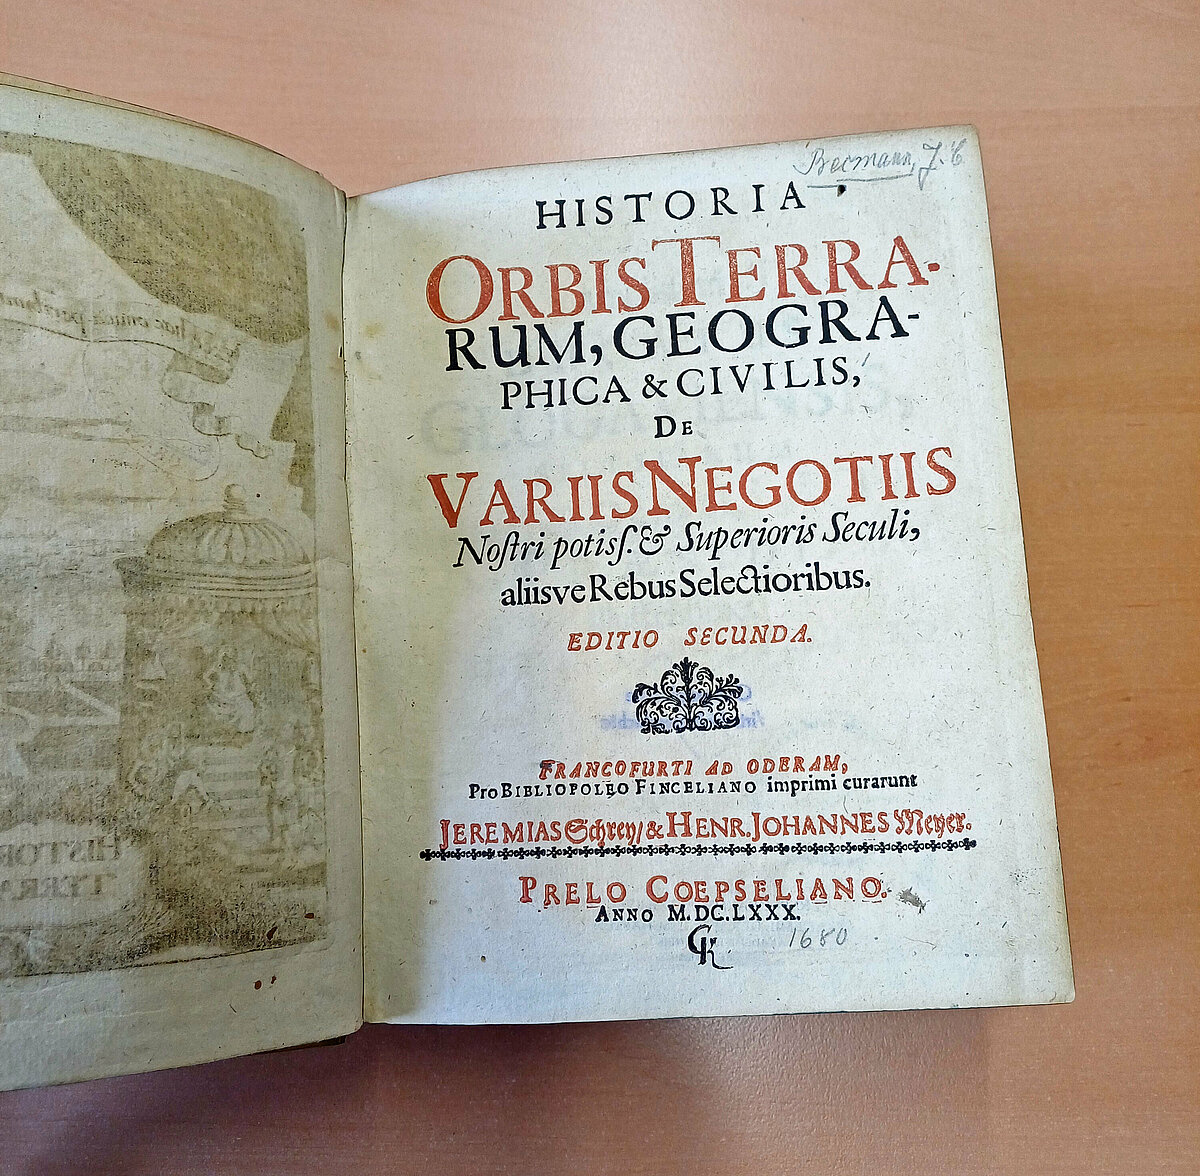 Becmann, J. C.
HISTORIA
ORBIS TERRA-
RUM, GEOGRA-
PHICA & CIVILIS,
DE
VARIIS NEGOTIIS
Noſtri potiſſ. & Superioris Seculi,
aliisve Rebus Selectioribus.
EDITIO SECUNDA.
FRANCOFURTI AD ODERAM,
Pro BIBLIOPOLEO FINCELIANO imprimi curarunt
JEREMIAS Schrey/ & HENR. JOHANNES Meyer.
PRELO COEPSELIANO.
ANNO M.DC.LXXX.
1680